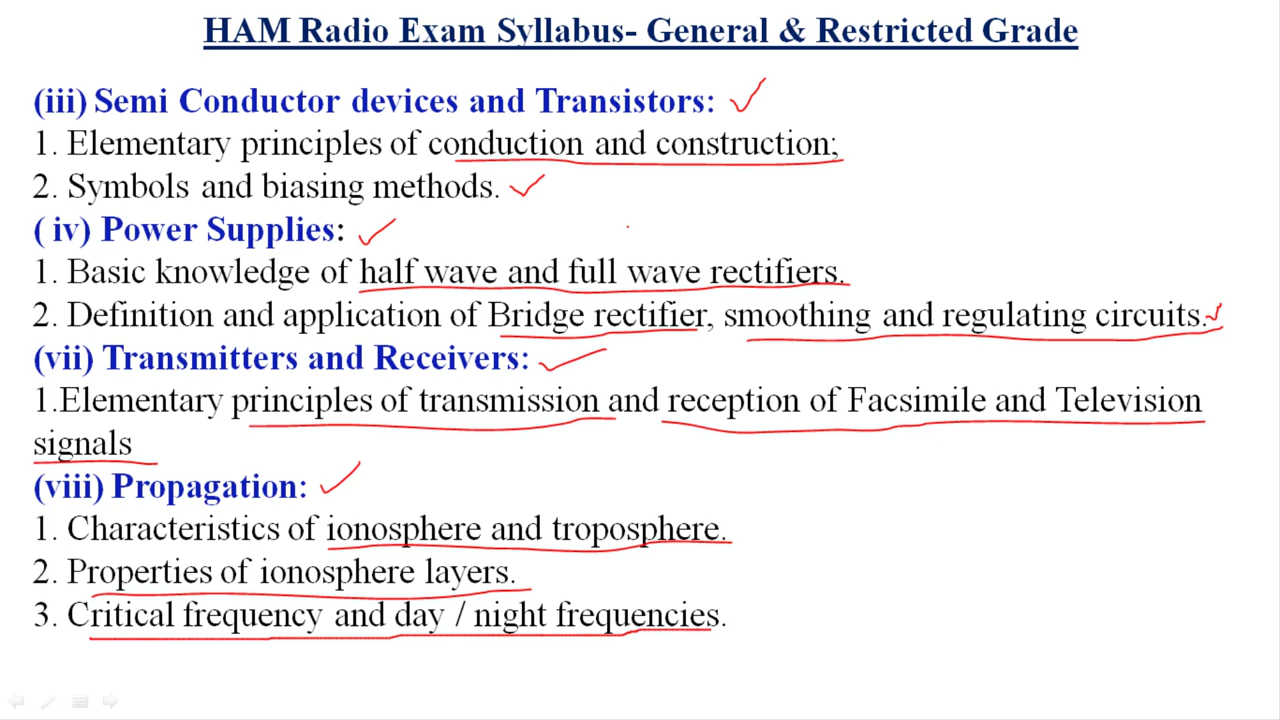 HAM Radio Exam Syllabus- General & Restricted Grade
(iii) Semi Conductor devices and Transistors:
1. Elementary principles of conduction and construction;
2. Symbols and biasing methods.
( iv) Power Supplies:
1. Basic knowledge of half wave and full wave rectifiers.
2. Definition and application of Bridge rectifier, smoothing and regulating circuits.
(vii) Transmitters and Receivers:
1.Elementary principles of transmission and reception of Facsimile and Television
signals
(viii) Propagation:
1. Characteristics of ionosphere and troposphere.
2. Properties of ionosphere layers.
3. Critical frequency and day / night frequencies.